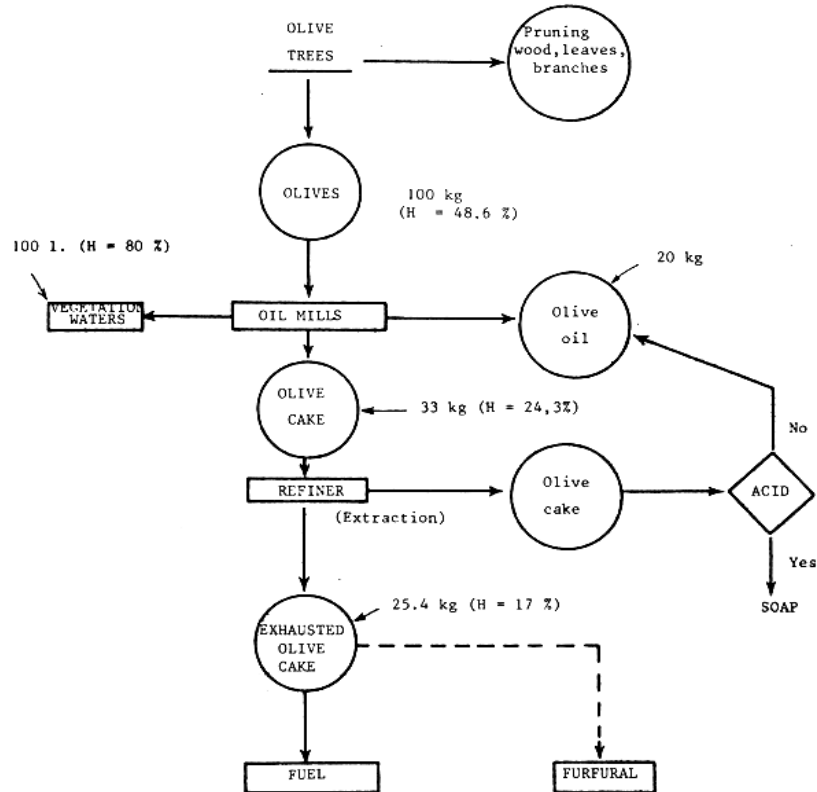 OLIVE
TREES
Pruning
wood,leaves,
branches
OLIVES
100 kg
(H = 48.6 %)
100 l. (H = 80 %)
20 kg
VEGETATION
WATERS
OIL MILLS
Olive
oil
OLIVE
CAKE
33 kg (H = 24,3%)
No
REFINER
(Extraction)
Olive
cake
ACID
Yes
SOAP
25.4 kg (H = 17 %)
EXHAUSTED
OLIVE
CAKE
FUEL
FURFURAL